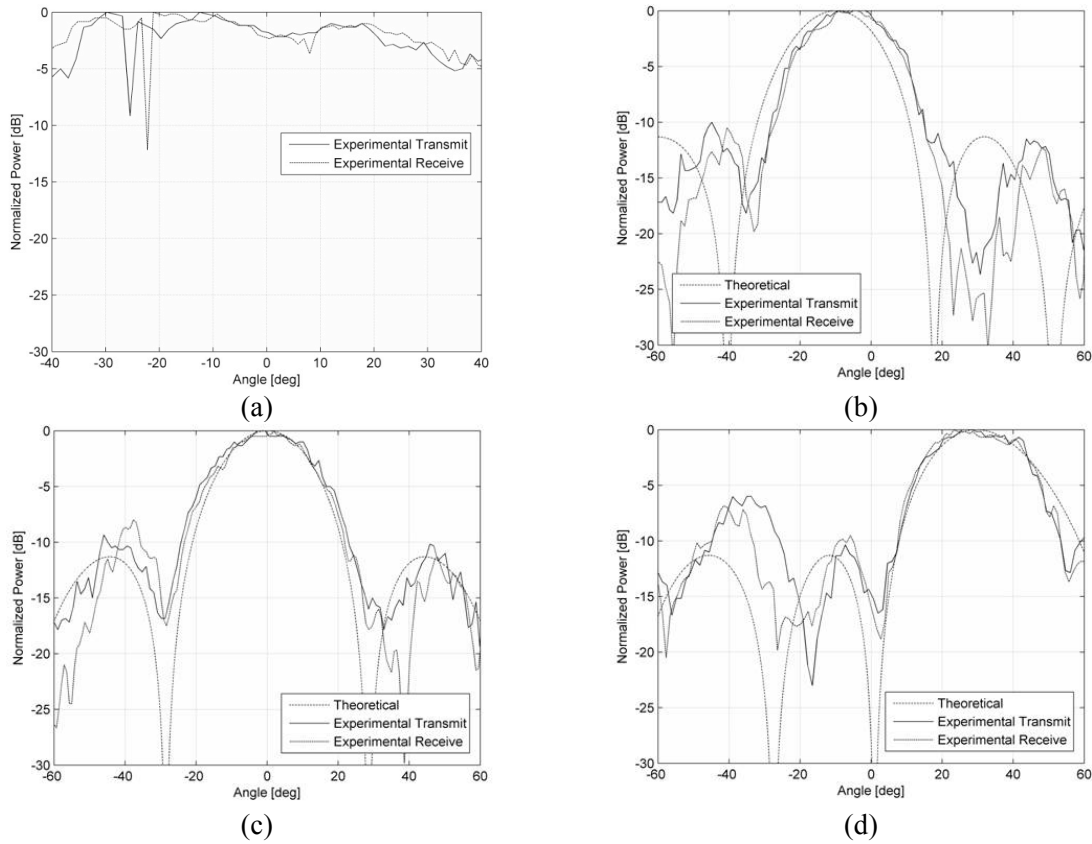 0
-5
-10
-15
-20
-25
-30
Normalized Power [dB]
-40 -30 -20 -10 0 10 20 30 40
Angle [deg]
Experimental Transmit
Experimental Receive
(a)
0
-5
-10
-15
-20
-25
-30
Normalized Power [dB]
-60 -40 -20 0 20 40 60
Angle [deg]
Theoretical
Experimental Transmit
Experimental Receive
(b)
0
-5
-10
-15
-20
-25
-30
Normalized Power [dB]
-60 -40 -20 0 20 40 60
Angle [deg]
Theoretical
Experimental Transmit
Experimental Receive
(c)
0
-5
-10
-15
-20
-25
-30
Normalized Power [dB]
-60 -40 -20 0 20 40 60
Angle [deg]
Theoretical
Experimental Transmit
Experimental Receive
(d)